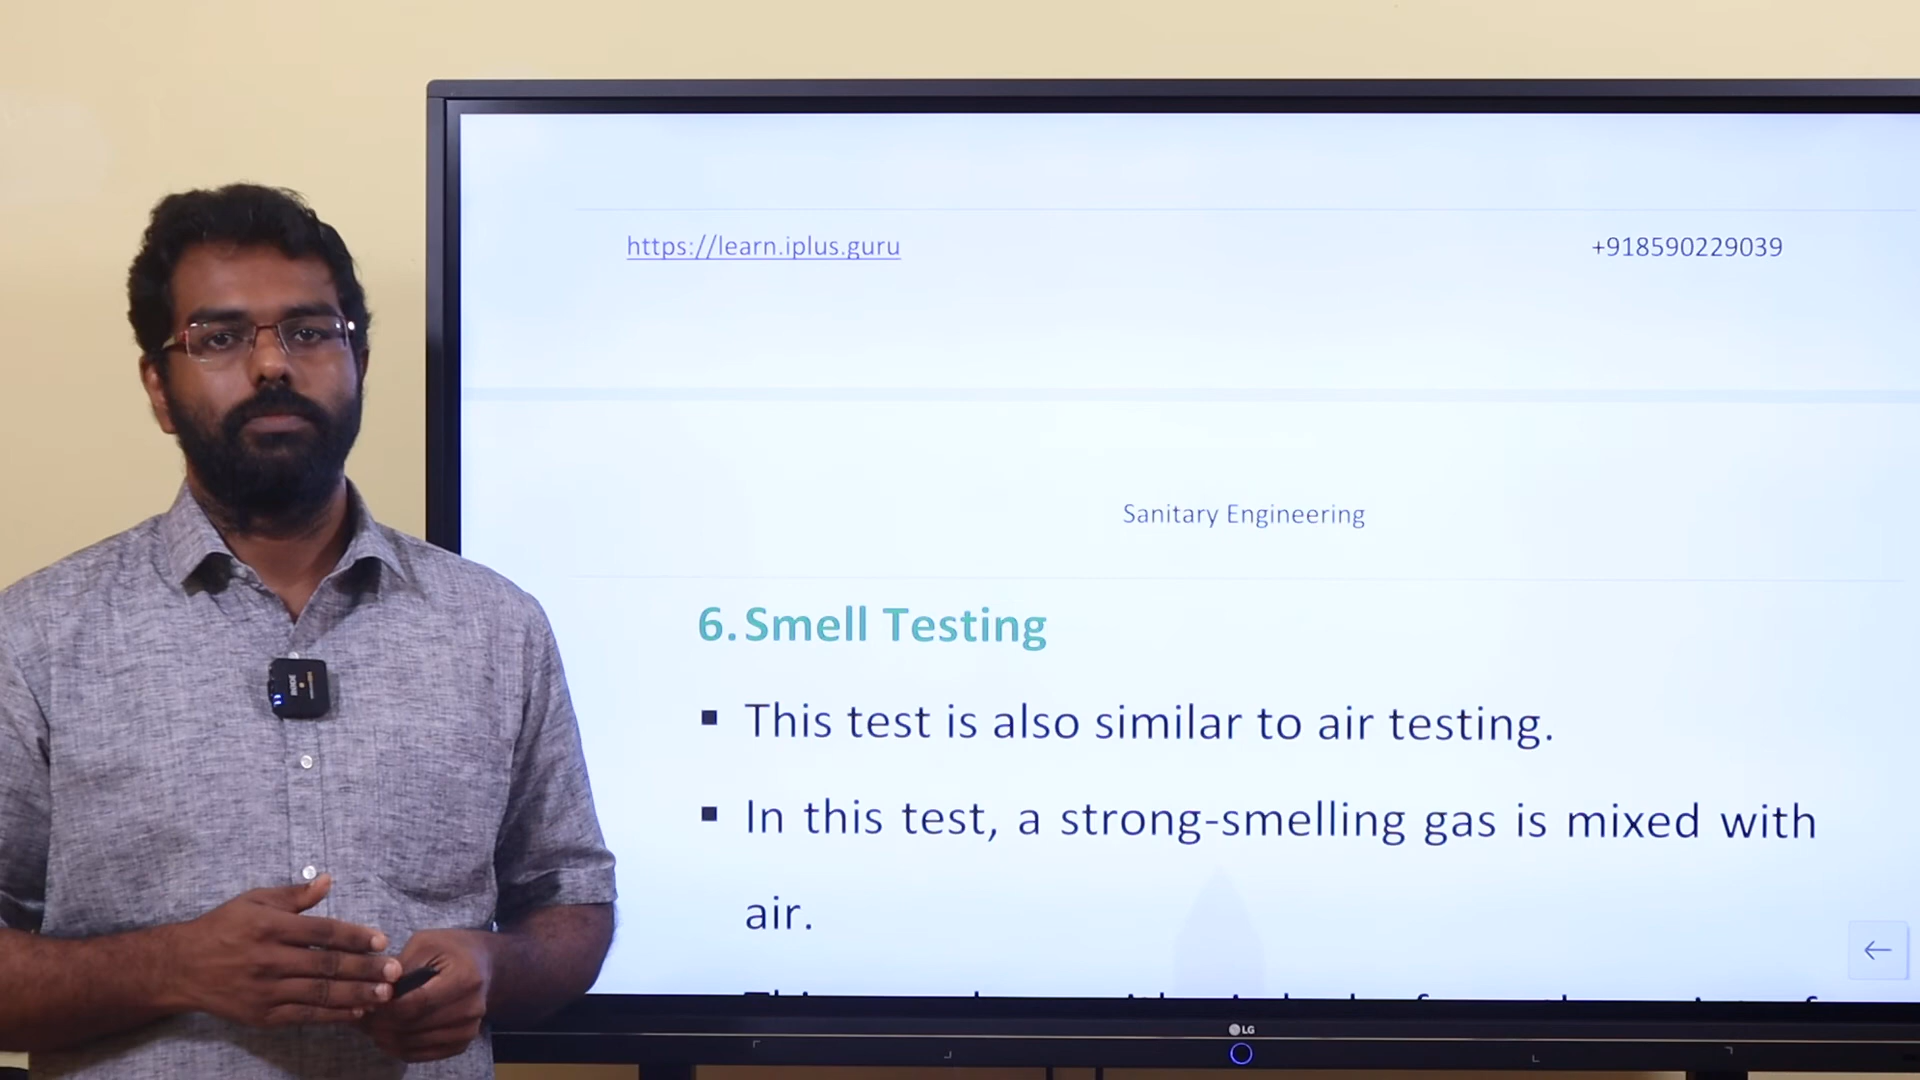 https://learn.iplus.guru +918590229039
Sanitary Engineering
6. Smell Testing
▪ This test is also similar to air testing.
▪ In this test, a strong-smelling gas is mixed with
air.
LG